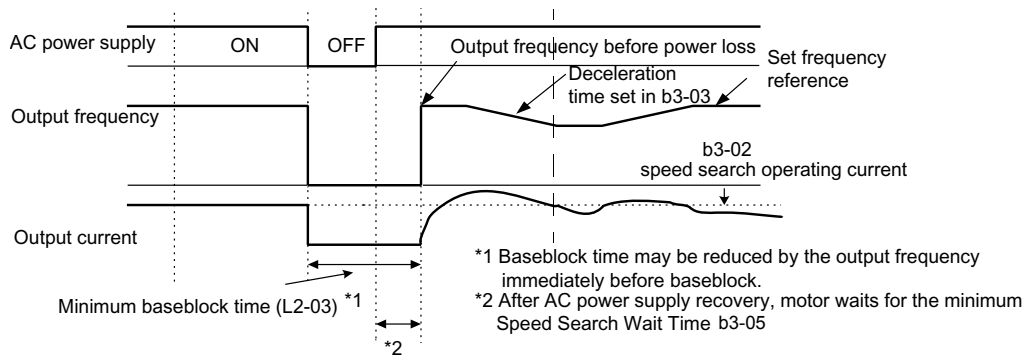 AC power supply
ON
OFF
Output frequency before power loss
Deceleration
time set in b3-03
Set frequency
reference
Output frequency
b3-02
speed search operating current
Output current
*1 Baseblock time may be reduced by the output frequency
immediately before baseblock.
Minimum baseblock time (L2-03) *1
*2 After AC power supply recovery, motor waits for the minimum
Speed Search Wait Time b3-05
*2